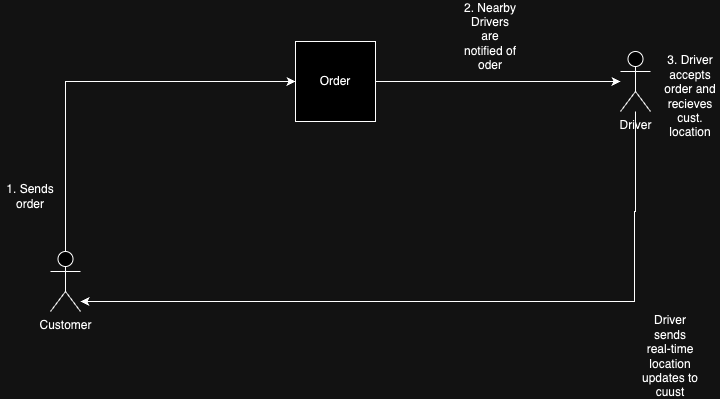 2. Nearby
Drivers
are
notified of
oder
Order
3. Driver
accepts
order and
recieves
cust.
location
Driver
1. Sends
order
Customer
Driver
sends
real-time
location
updates to
cuust